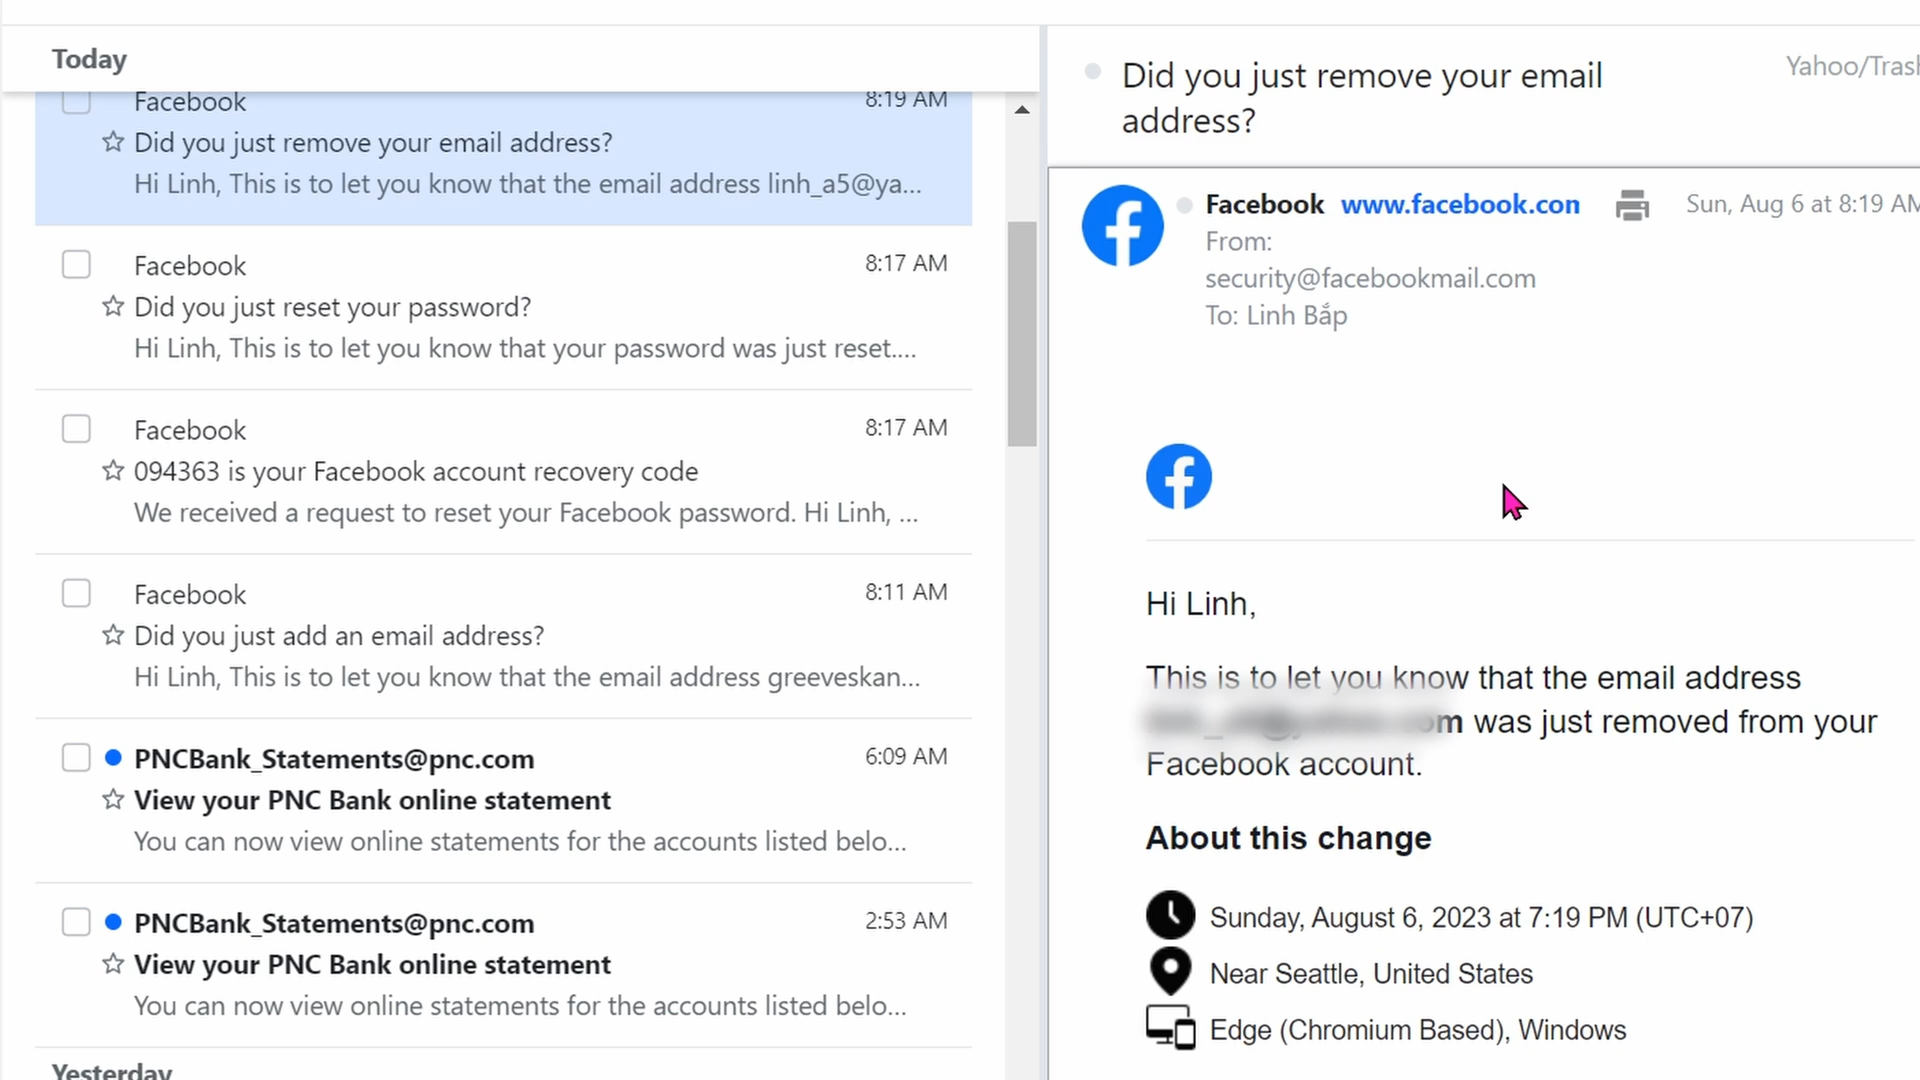 Today
Facebook 8:19 AM
Did you just remove your email address?
Hi Linh, This is to let you know that the email address linh_a5@ya...
Facebook 8:17 AM
Did you just reset your password?
Hi Linh, This is to let you know that your password was just reset....
Facebook 8:17 AM
094363 is your Facebook account recovery code
We received a request to reset your Facebook password. Hi Linh, ...
Facebook 8:11 AM
Did you just add an email address?
Hi Linh, This is to let you know that the email address greeveskan...
PNCBank_Statements@pnc.com 6:09 AM
View your PNC Bank online statement
You can now view online statements for the accounts listed belo...
PNCBank_Statements@pnc.com 2:53 AM
View your PNC Bank online statement
You can now view online statements for the accounts listed belo...
Yesterday
Did you just remove your email
address?
Yahoo/Trash
Facebook www.facebook.con Sun, Aug 6 at 8:19 AM
From:
security@facebookmail.com
To: Linh Bắp
Hi Linh,
This is to let you know that the email address
was just removed from your
Facebook account.
About this change
Sunday, August 6, 2023 at 7:19 PM (UTC+07)
Near Seattle, United States
Edge (Chromium Based), Windows